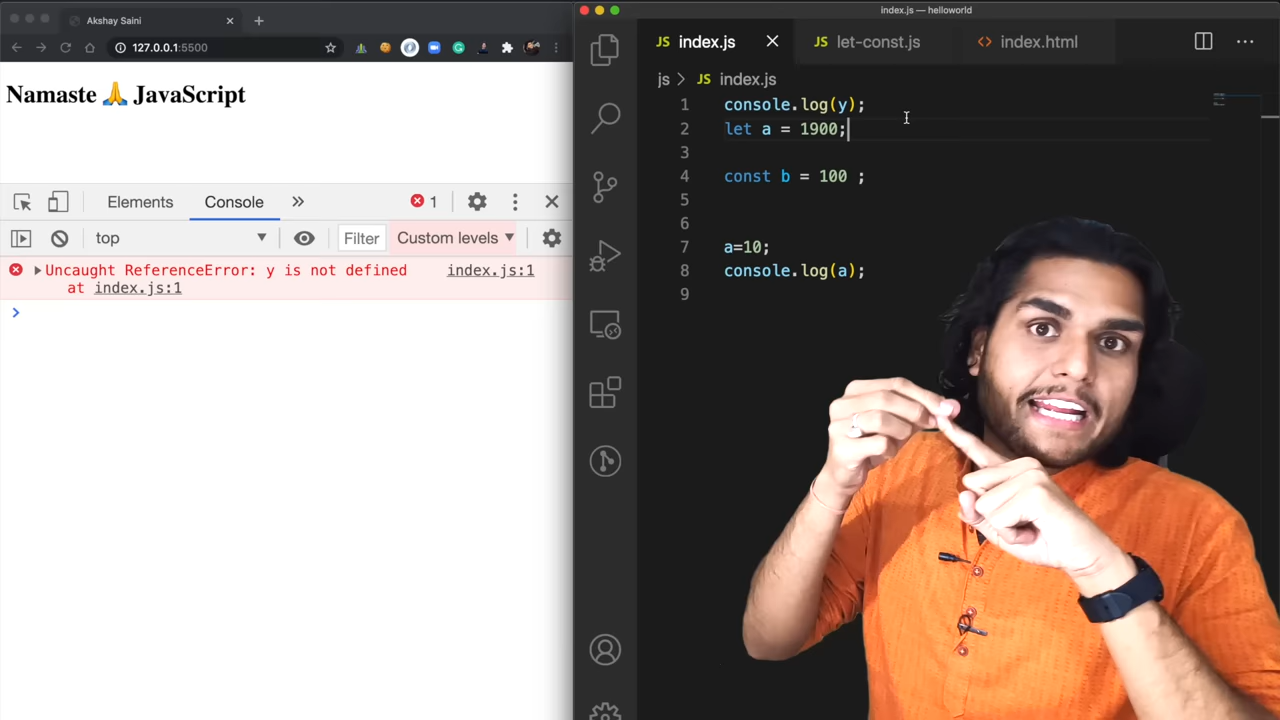 Akshay Saini
127.0.0.1:5500
Namaste 🙏 JavaScript
Elements
Console
1
top
Filter
Custom levels
Uncaught ReferenceError: y is not defined
index.js:1
at index.js:1
index.js — helloworld
JS index.js
JS let-const.js
index.html
js > JS index.js
1 console.log(y);
2 let a = 1900;
3
4 const b = 100 ;
5
6
7 a=10;
8 console.log(a);
9